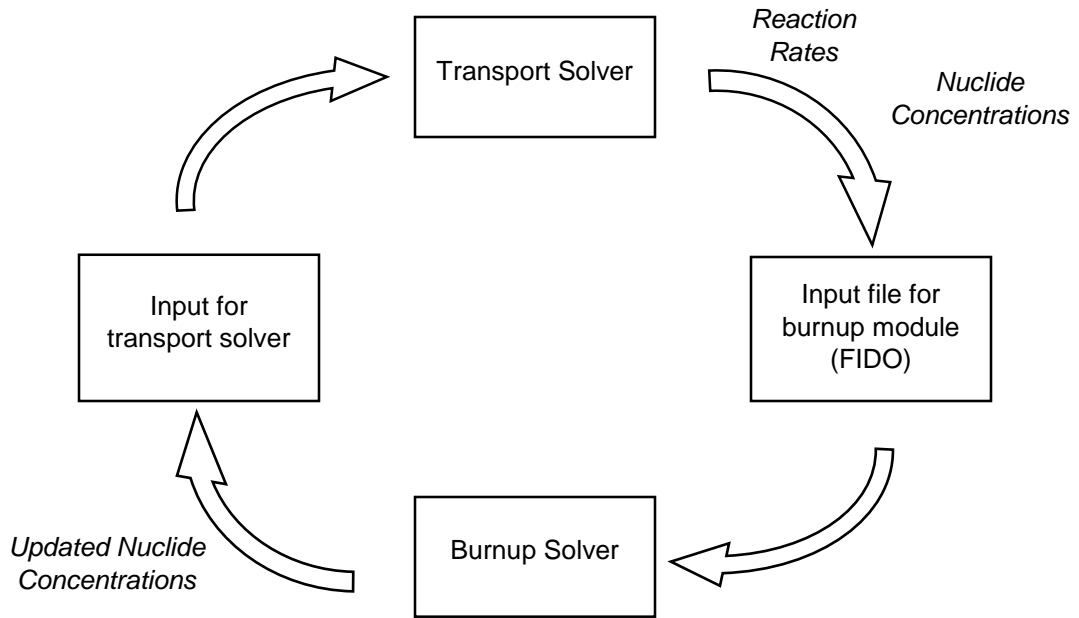 Transport Solver
Reaction
Rates
Nuclide
Concentrations
Input for
transport solver
Input file for
burnup module
(FIDO)
Burnup Solver
Updated Nuclide
Concentrations